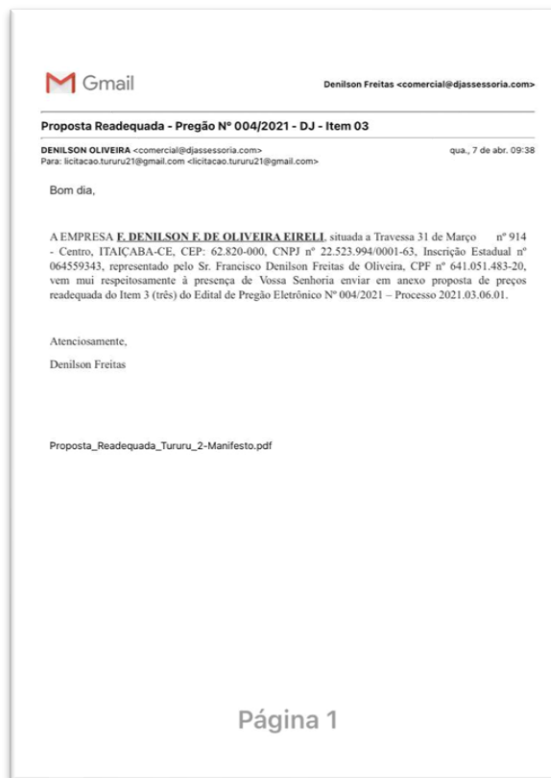 Gmail
Denilson Freitas <comercial@djassessoria.com>
Proposta Readequada - Pregão Nº 004/2021 - DJ - Item 03
DENILSON OLIVEIRA <comercial@djassessoria.com>
qua., 7 de abr. 09:38
Para: licitacao.tururu21@gmail.com <licitacao.tururu21@gmail.com>
Bom dia,
A EMPRESA F. DENILSON F. DE OLIVEIRA EIRELI, situada a Travessa 31 de Março nº 914
- Centro, ITAIÇABA-CE, CEP: 62.820-000, CNPJ nº 22.523.994/0001-63, Inscrição Estadual nº
064559343, representado pelo Sr. Francisco Denilson Freitas de Oliveira, CPF nº 641.051.483-20,
vem mui respeitosamente à presença de Vossa Senhoria enviar em anexo proposta de preços
readequada do Item 3 (três) do Edital de Pregão Eletrônico Nº 004/2021 – Processo 2021.03.06.01.
Atenciosamente,
Denilson Freitas
Proposta_Readequada_Tururu_2-Manifesto.pdf
Página 1